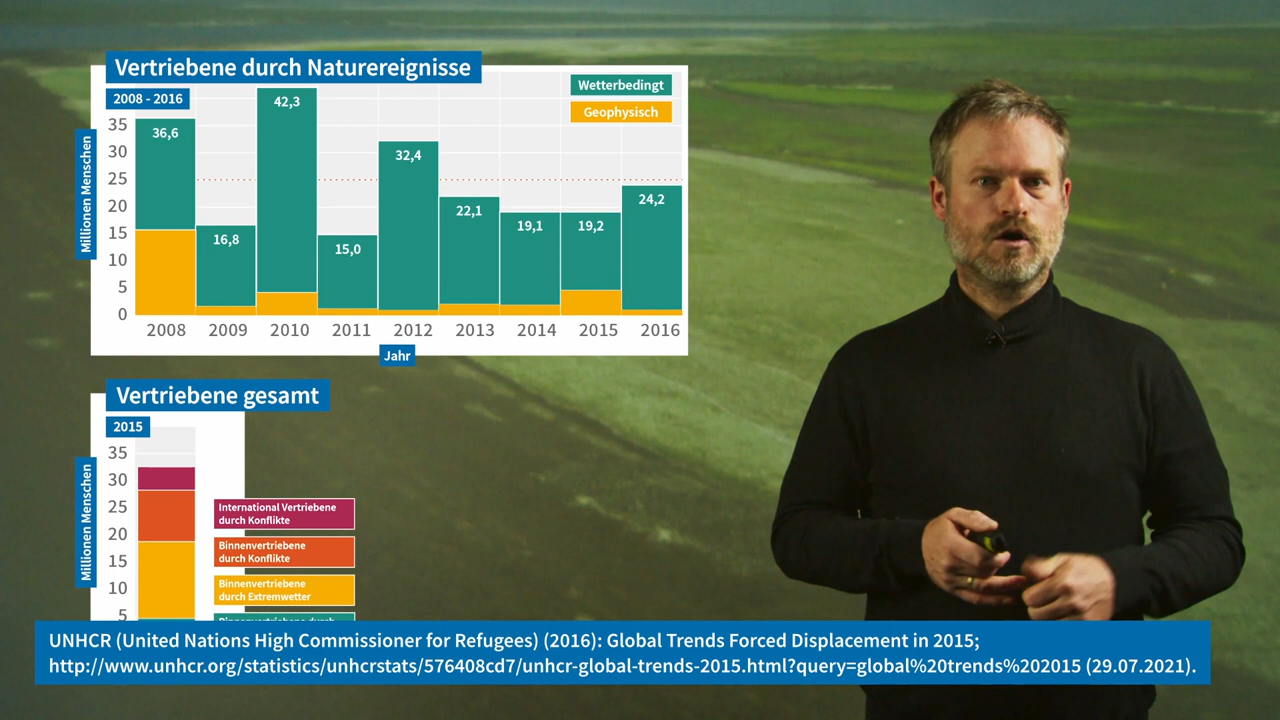 Vertriebene durch Naturereignisse
2008 - 2016
Wetterbedingt
Geophysisch
Millionen Menschen
35
30
25
20
15
10
5
0
36,6
16,8
42,3
15,0
32,4
22,1
19,1
19,2
24,2
2008 2009 2010 2011 2012 2013 2014 2015 2016
Jahr
Vertriebene gesamt
2015
Millionen Menschen
35
30
25
20
15
10
5
International Vertriebene
durch Konflikte
Binnenvertriebene
durch Konflikte
Binnenvertriebene
durch Extremwetter
Binnenvertriebene durch
UNHCR (United Nations High Commissioner for Refugees) (2016): Global Trends Forced Displacement in 2015;
http://www.unhcr.org/statistics/unhcrstats/576408cd7/unhcr-global-trends-2015.html?query=global%20trends%202015 (29.07.2021).